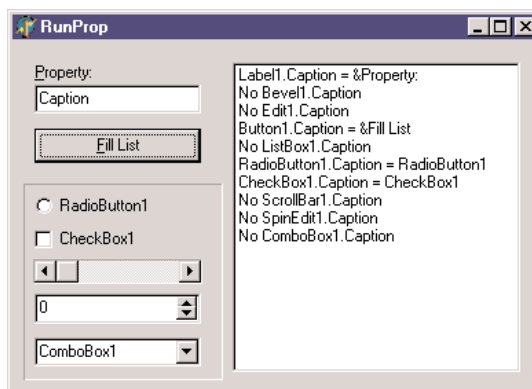 RunProp
Property:
Caption
Fill List
RadioButton1
CheckBox1
0
ComboBox1
Label1.Caption = &Property:
No Bevel1.Caption
No Edit1.Caption
Button1.Caption = &Fill List
No ListBox1.Caption
RadioButton1.Caption = RadioButton1
CheckBox1.Caption = CheckBox1
No ScrollBar1.Caption
No SpinEdit1.Caption
No ComboBox1.Caption